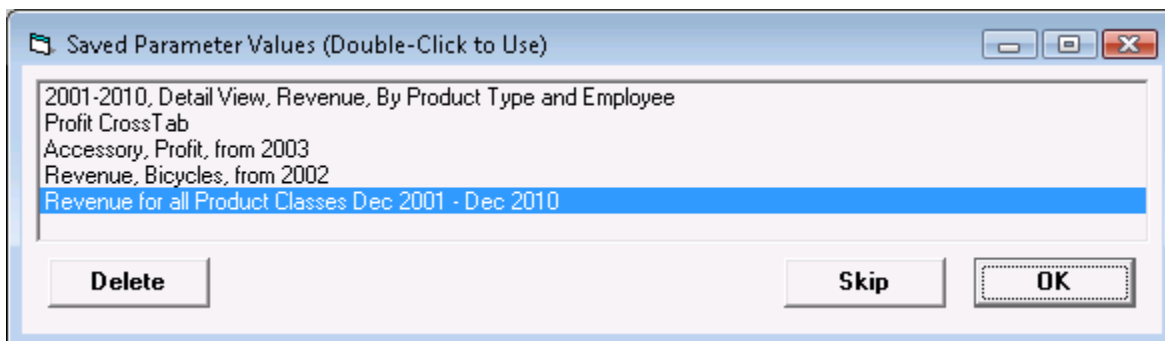 Saved Parameter Values (Double-Click to Use)
2001-2010, Detail View, Revenue, By Product Type and Employee
Profit CrossTab
Accessory, Profit, from 2003
Revenue, Bicycles, from 2002
Revenue for all Product Classes Dec 2001 - Dec 2010
Delete Skip OK